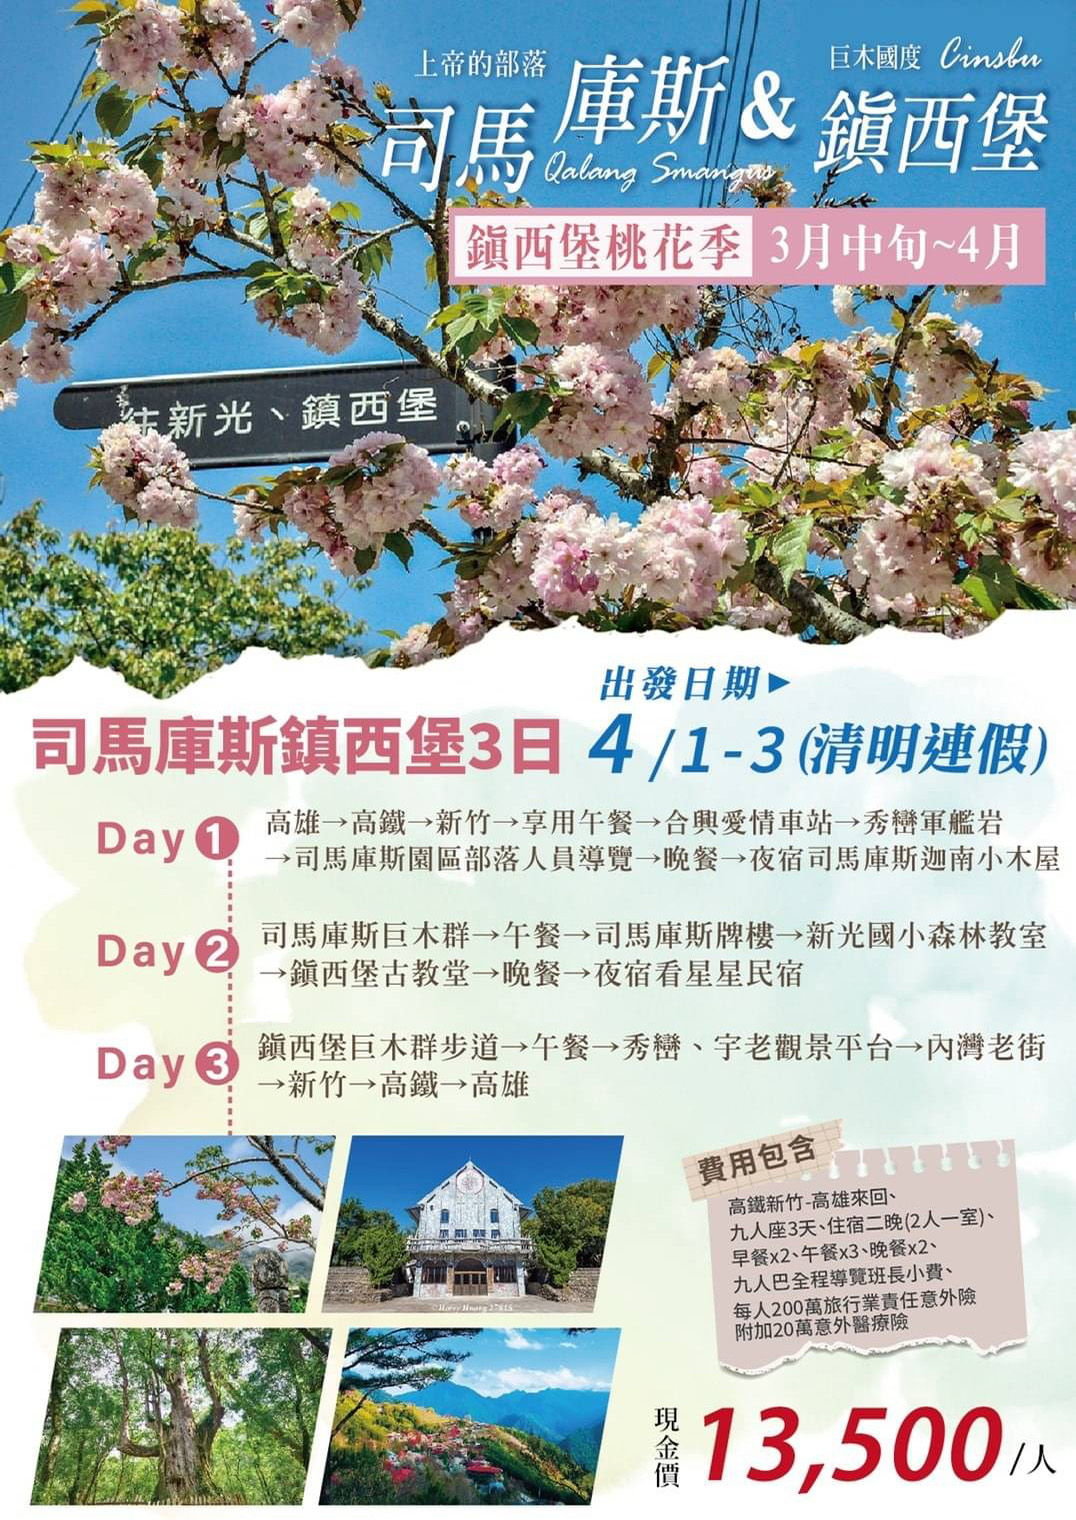 上帝的部落
司馬庫斯 & 鎮西堡
巨木國度 Cinsbu
Qalang Smangus
鎮西堡桃花季 3月中旬~4月
往新光、鎮西堡
出發日期▶
司馬庫斯鎮西堡3日 4/1-3(清明連假)
Day 1 高雄→高鐵→新竹→享用午餐→合興愛情車站→秀巒軍艦岩
→司馬庫斯園區部落人員導覽→晚餐→夜宿司馬庫斯迦南小木屋
Day 2 司馬庫斯巨木群→午餐→司馬庫斯牌樓→新光國小森林教室
→鎮西堡古教堂→晚餐→夜宿看星星民宿
Day 3 鎮西堡巨木群步道→午餐→秀巒、宇老觀景平台→內灣老街
→新竹→高鐵→高雄
費用包含
高鐵新竹-高雄來回、
九人座3天、住宿二晚(2人一室)、
早餐x2、午餐x3、晚餐x2、
九人巴全程導覽班長小費、
每人200萬旅行業責任意外險
附加20萬意外醫療險
©Harry Huang 27815
現金價 13,500/人